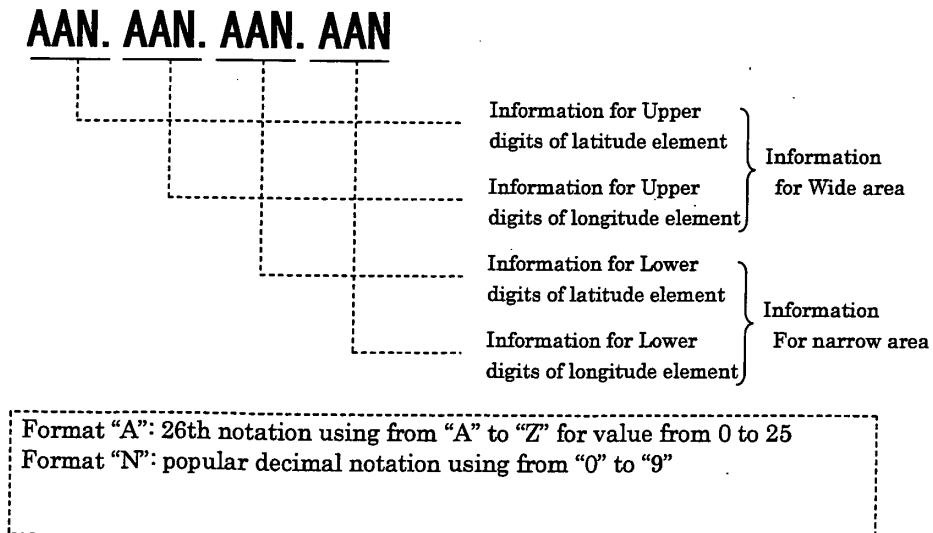 AAN. AAN. AAN. AAN
Information for Upper
digits of latitude element
Information for Upper
digits of longitude element
Information
for Wide area
Information for Lower
digits of latitude element
Information for Lower
digits of longitude element
Information
For narrow area
Format “A”: 26th notation using from “A” to “Z” for value from 0 to 25
Format “N”: popular decimal notation using from “0” to “9”